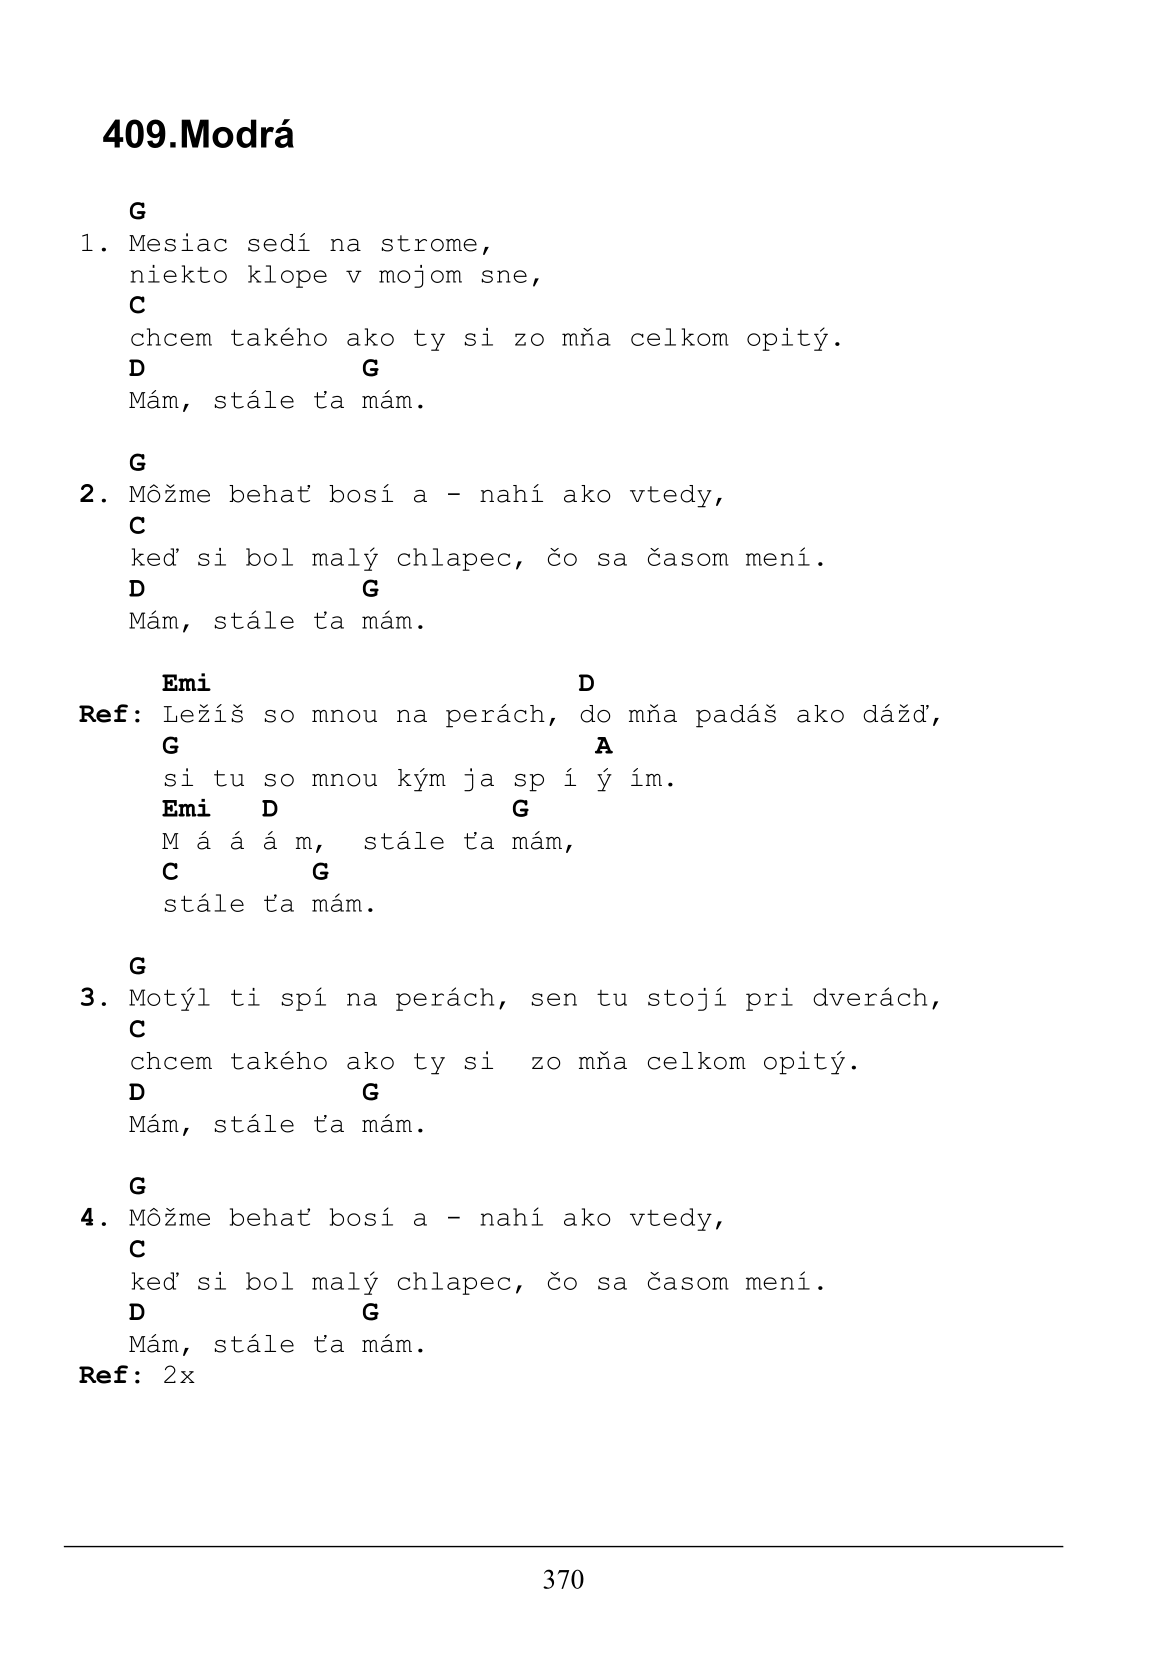 409.Modrá
G
1. Mesiac sedí na strome,
niekto klope v mojom sne,
C
chcem takého ako ty si zo mňa celkom opitý.
D G
Mám, stále ťa mám.
G
2. Môžme behať bosí a - nahí ako vtedy,
C
keď si bol malý chlapec, čo sa časom mení.
D G
Mám, stále ťa mám.
Emi D
Ref: Ležíš so mnou na perách, do mňa padáš ako dážď,
G A
si tu so mnou kým ja sp í ý ím.
Emi D G
M á á á m, stále ťa mám,
C G
stále ťa mám.
G
3. Motýl ti spí na perách, sen tu stojí pri dverách,
C
chcem takého ako ty si zo mňa celkom opitý.
D G
Mám, stále ťa mám.
G
4. Môžme behať bosí a - nahí ako vtedy,
C
keď si bol malý chlapec, čo sa časom mení.
D G
Mám, stále ťa mám.
Ref: 2x
370